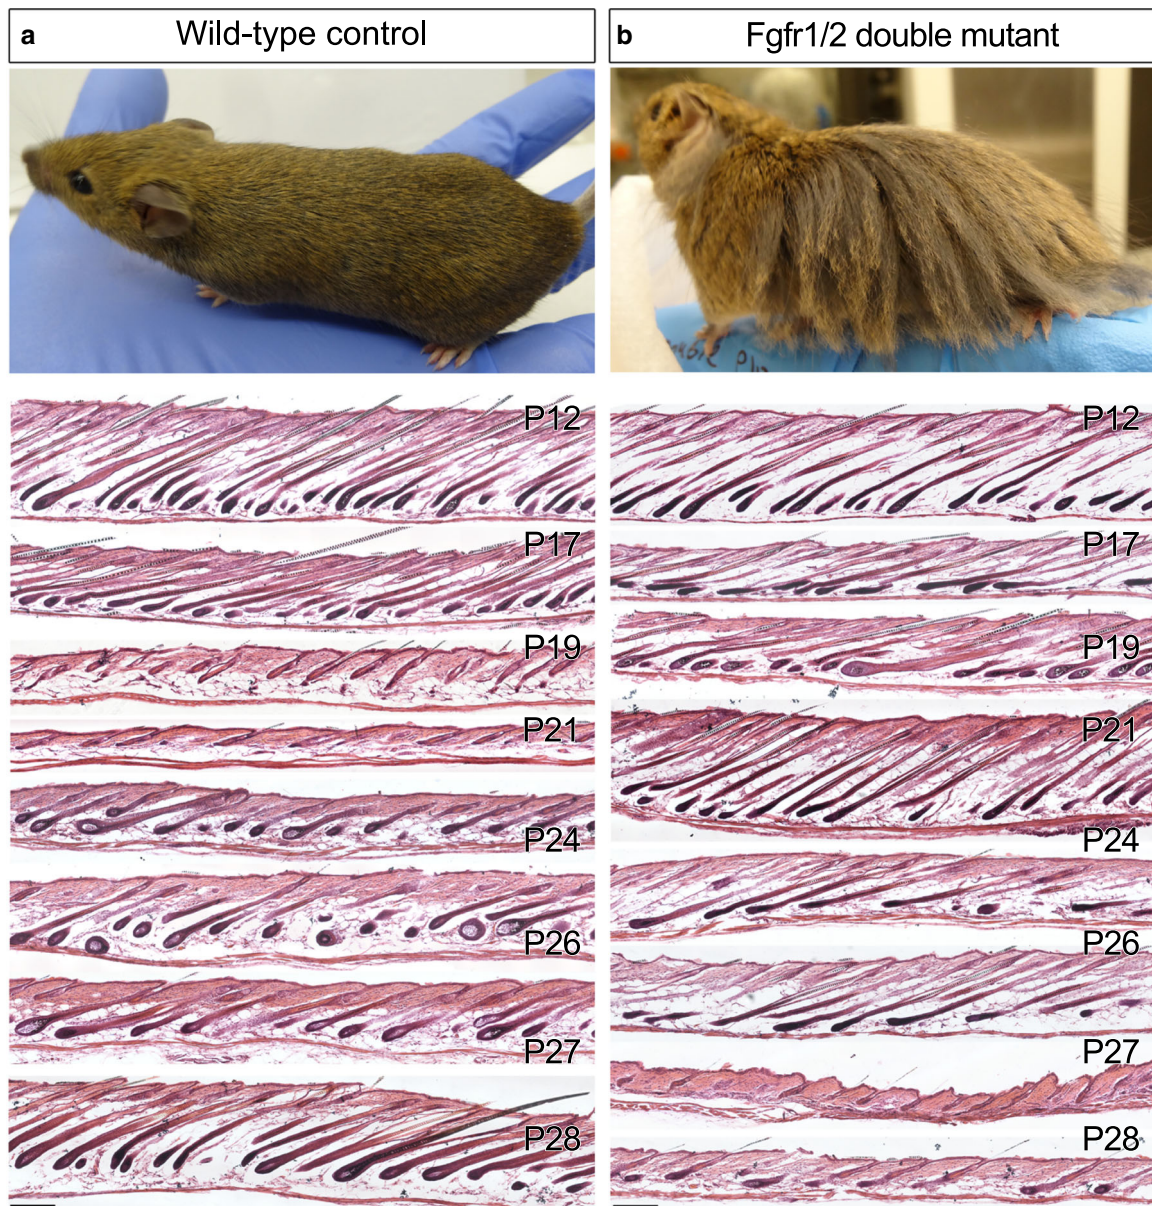 a Wild-type control
b Fgfr1/2 double mutant
P12
P17
P19
P21
P24
P26
P27
P28
P12
P17
P19
P21
P24
P26
P27
P28